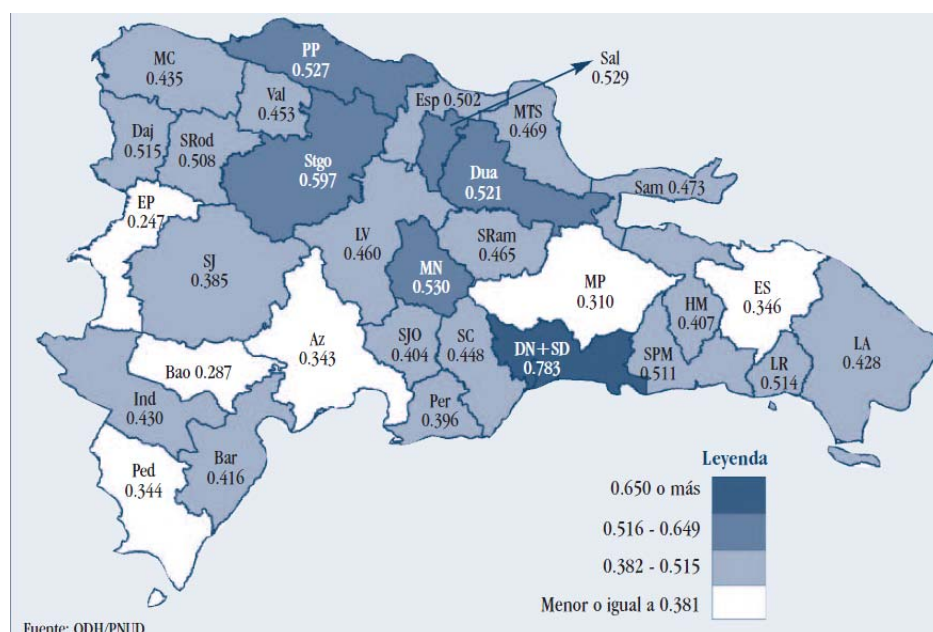 MC
0.435
PP
0.527
Sal
0.529
Val
0.453
Esp 0.502
MTS
0.469
Daj
0.515
SRod
0.508
Stgo
0.597
Dua
0.521
Sam 0.473
EP
0.247
SJ
0.385
LV
0.460
MN
0.530
SRam
0.465
MP
0.310
ES
0.346
HM
0.407
LA
0.428
Az
0.343
SJO
0.404
SC
0.448
DN+SD
0.783
SPM
0.511
LR
0.514
Bao 0.287
Ind
0.430
Per
0.396
Bar
0.416
Ped
0.344
Leyenda
0.650 o más
0.516 - 0.649
0.382 - 0.515
Menor o igual a 0.381
Fuente: ODH/PNUD